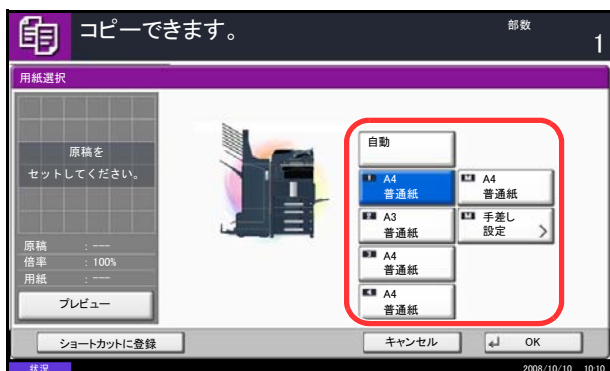 コピーできます。
部数
1
用紙選択
原稿を
セットしてください。
原稿 : ---
倍率 : 100%
用紙 : ---
プレビュー
自動
1 A4
普通紙
A4
普通紙
2 A3
普通紙
手差し
設定
3 A4
普通紙
4 A4
普通紙
ショートカットに登録
キャンセル
OK
状況
2008/10/10 10:10